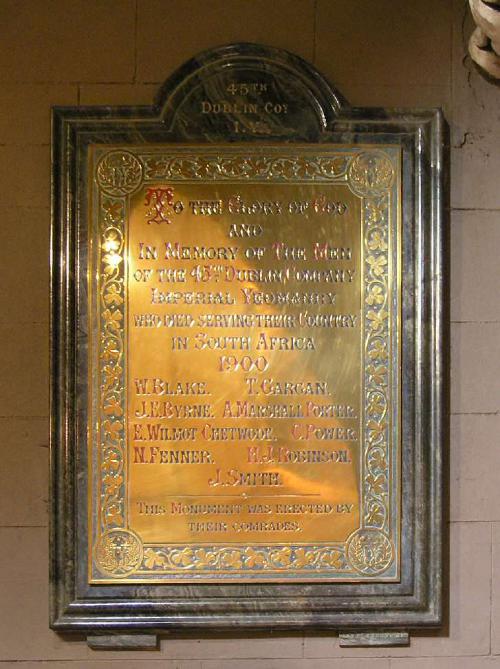 45TH
DUBLIN COY
I.Y.
TO THE GLORY OF GOD
AND
IN MEMORY OF THE MEN
OF THE 45TH DUBLIN COMPANY
IMPERIAL YEOMANRY
WHO DIED SERVING THEIR COUNTRY
IN SOUTH AFRICA
1900
W. BLAKE. T. GARGAN.
J.E. BYRNE. A. MARSHALL PORTER.
E. WILMOT CHETWODE. C. POWER.
N. FENNER. H.J. ROBINSON.
J. SMITH.
THIS MONUMENT WAS ERECTED BY
THEIR COMRADES.